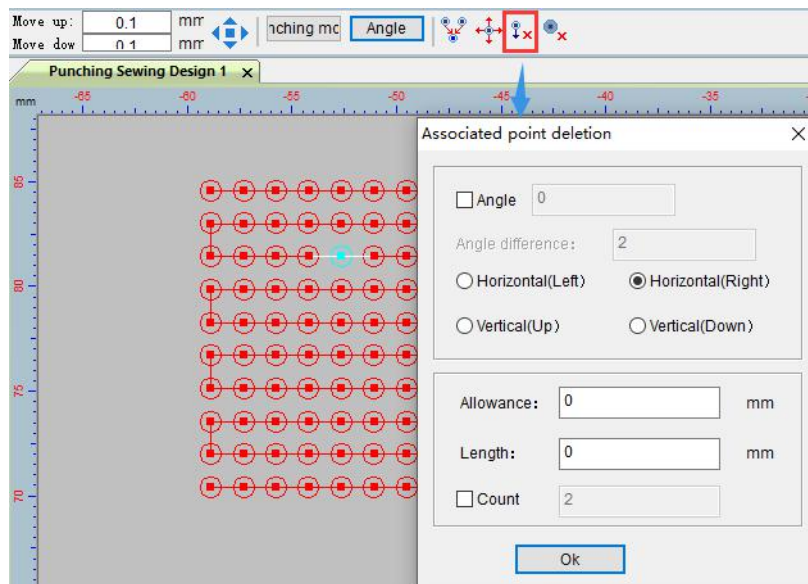 Move up: 0.1 mm
Move dow 0.1 mm
nching mc Angle
Punching Sewing Design 1 x
mm -65 -60 -55 -50 -45 -40 -35
85
80
75
70
Associated point deletion
Angle 0
Angle difference: 2
Horizontal(Left) Horizontal(Right)
Vertical(Up) Vertical(Down)
Allowance: 0 mm
Length: 0 mm
Count 2
Ok